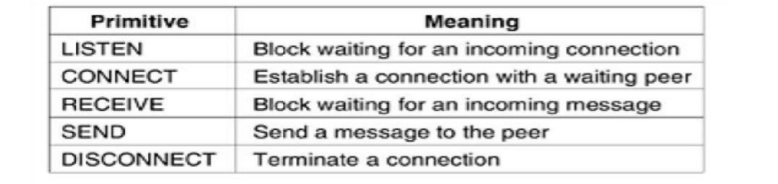 Primitive Meaning
LISTEN Block waiting for an incoming connection
CONNECT Establish a connection with a waiting peer
RECEIVE Block waiting for an incoming message
SEND Send a message to the peer
DISCONNECT Terminate a connection